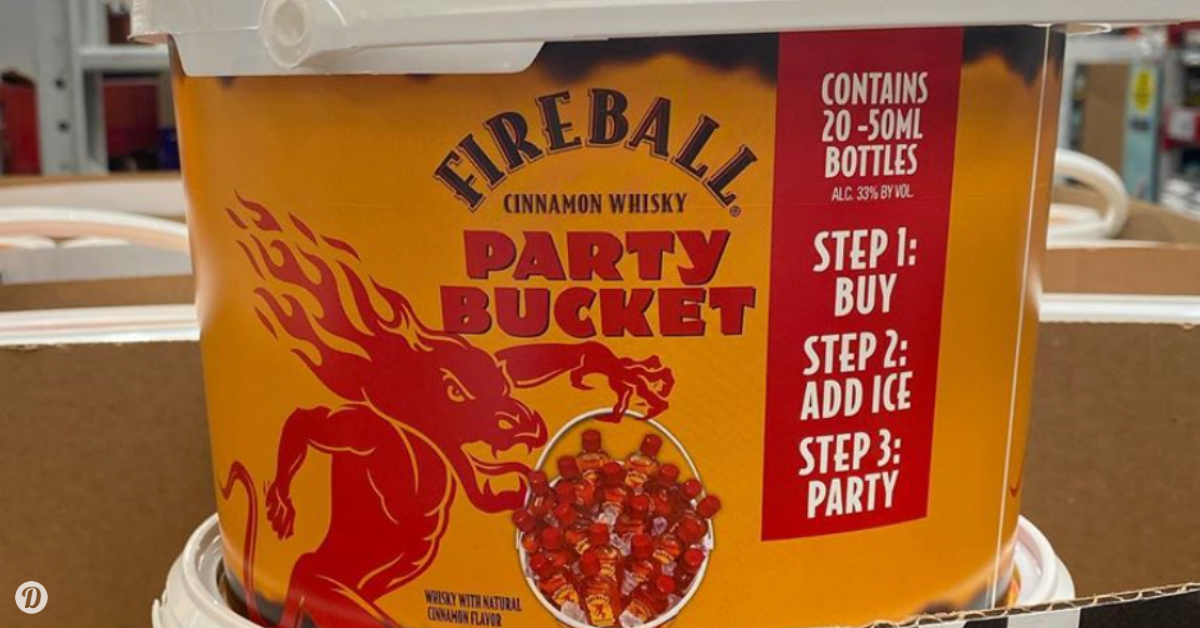 FIREBALL®
CINNAMON WHISKY
PARTY
BUCKET
WHISKY WITH NATURAL
CINNAMON FLAVOR
CONTAINS
20 -50ML
BOTTLES
ALC. 33% BY VOL.
STEP 1:
BUY
STEP 2:
ADD ICE
STEP 3:
PARTY
D